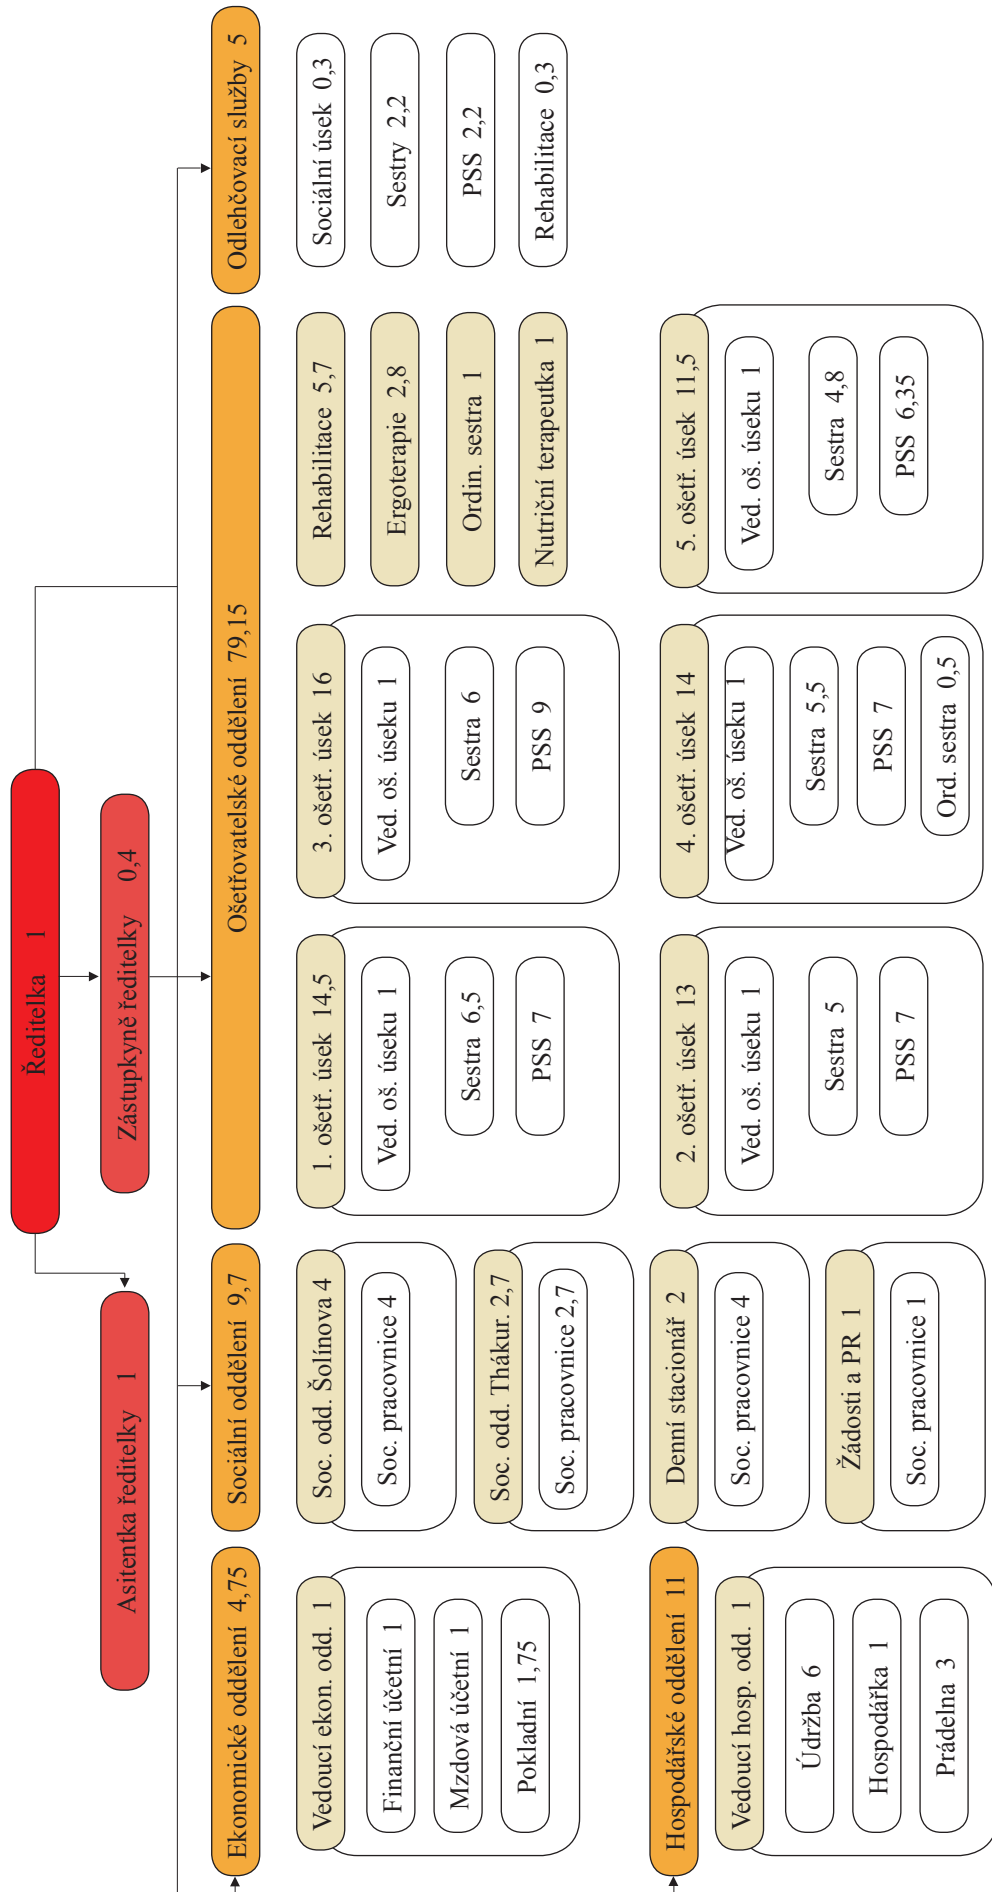 Ředitelka 1
Asitentka ředitelky 1
Zástupkyně ředitelky 0,4
Ekonomické oddělení 4,75
Vedoucí ekon. odd. 1
Finanční účetní 1
Mzdová účetní 1
Pokladní 1,75
Hospodářské oddělení 11
Vedoucí hosp. odd. 1
Údržba 6
Hospodářka 1
Prádelna 3
Sociální oddělení 9,7
Soc. odd. Šolínova 4
Soc. pracovnice 4
Soc. odd. Thákur. 2,7
Soc. pracovnice 2,7
Denní stacionář 2
Soc. pracovnice 4
Žádosti a PR 1
Soc. pracovnice 1
Ošetřovatelské oddělení 79,15
1. ošetř. úsek 14,5
Ved. oš. úseku 1
Sestra 6,5
PSS 7
2. ošetř. úsek 13
Ved. oš. úseku 1
Sestra 5
PSS 7
3. ošetř. úsek 16
Ved. oš. úseku 1
Sestra 6
PSS 9
4. ošetř. úsek 14
Ved. oš. úseku 1
Sestra 5,5
PSS 7
Ord. sestra 0,5
Rehabilitace 5,7
Ergoterapie 2,8
Ordin. sestra 1
Nutriční terapeutka 1
5. ošetř. úsek 11,5
Ved. oš. úseku 1
Sestra 4,8
PSS 6,35
Odlehčovací služby 5
Sociální úsek 0,3
Sestry 2,2
PSS 2,2
Rehabilitace 0,3